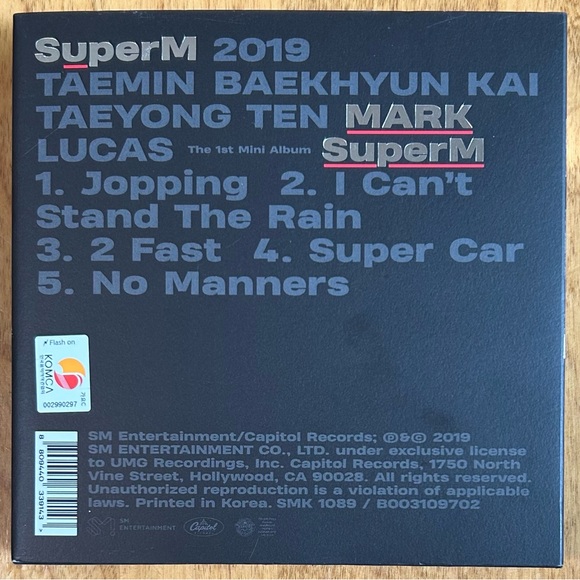 SuperM 2019
TAEMIN BAEKHYUN KAI
TAEYONG TEN MARK
LUCAS The 1st Mini Album SuperM
1. Jopping 2. I Can't
Stand The Rain
3. 2 Fast 4. Super Car
5. No Manners
Flash on
KOMCA
002990297
8 809440 339143
SM Entertainment/Capitol Records; ℗&© 2019
SM ENTERTAINMENT CO., LTD. under exclusive license
to UMG Recordings, Inc. Capitol Records, 1750 North
Vine Street, Hollywood, CA 90028. All rights reserved.
Unauthorized reproduction is a violation of applicable
laws. Printed in Korea. SMK 1089 / B003109702
SM
ENTERTAINMENT
Capitol